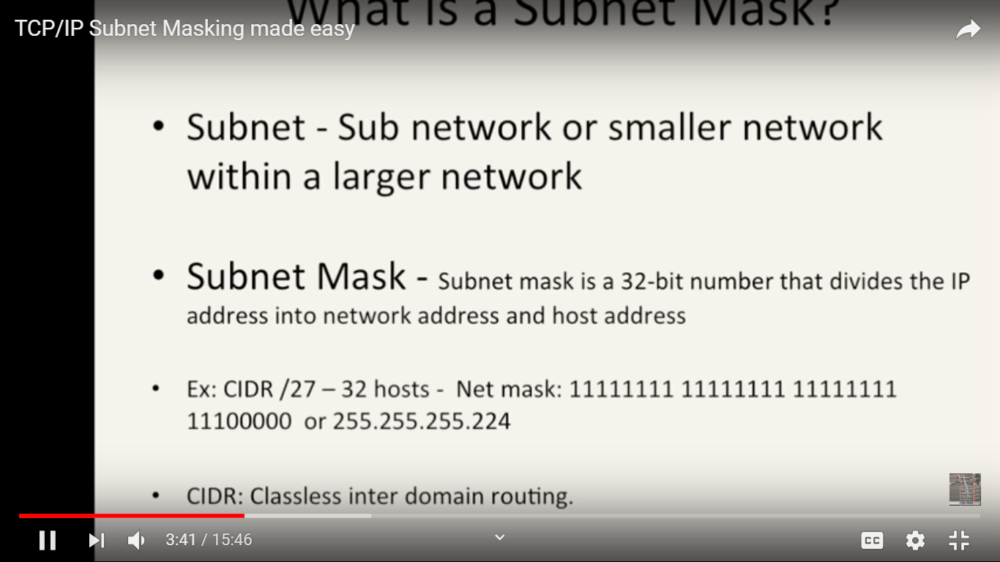 What is a Subnet Mask?
TCP/IP Subnet Masking made easy
• Subnet - Sub network or smaller network
within a larger network
• Subnet Mask - Subnet mask is a 32-bit number that divides the IP
address into network address and host address
• Ex: CIDR /27 – 32 hosts - Net mask: 11111111 11111111 11111111
11100000 or 255.255.255.224
• CIDR: Classless inter domain routing.
3:41 / 15:46
CC